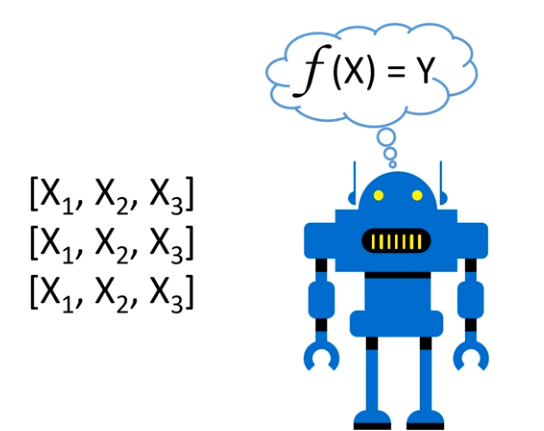 f(X) = Y
[X₁, X₂, X₃]
[X₁, X₂, X₃]
[X₁, X₂, X₃]